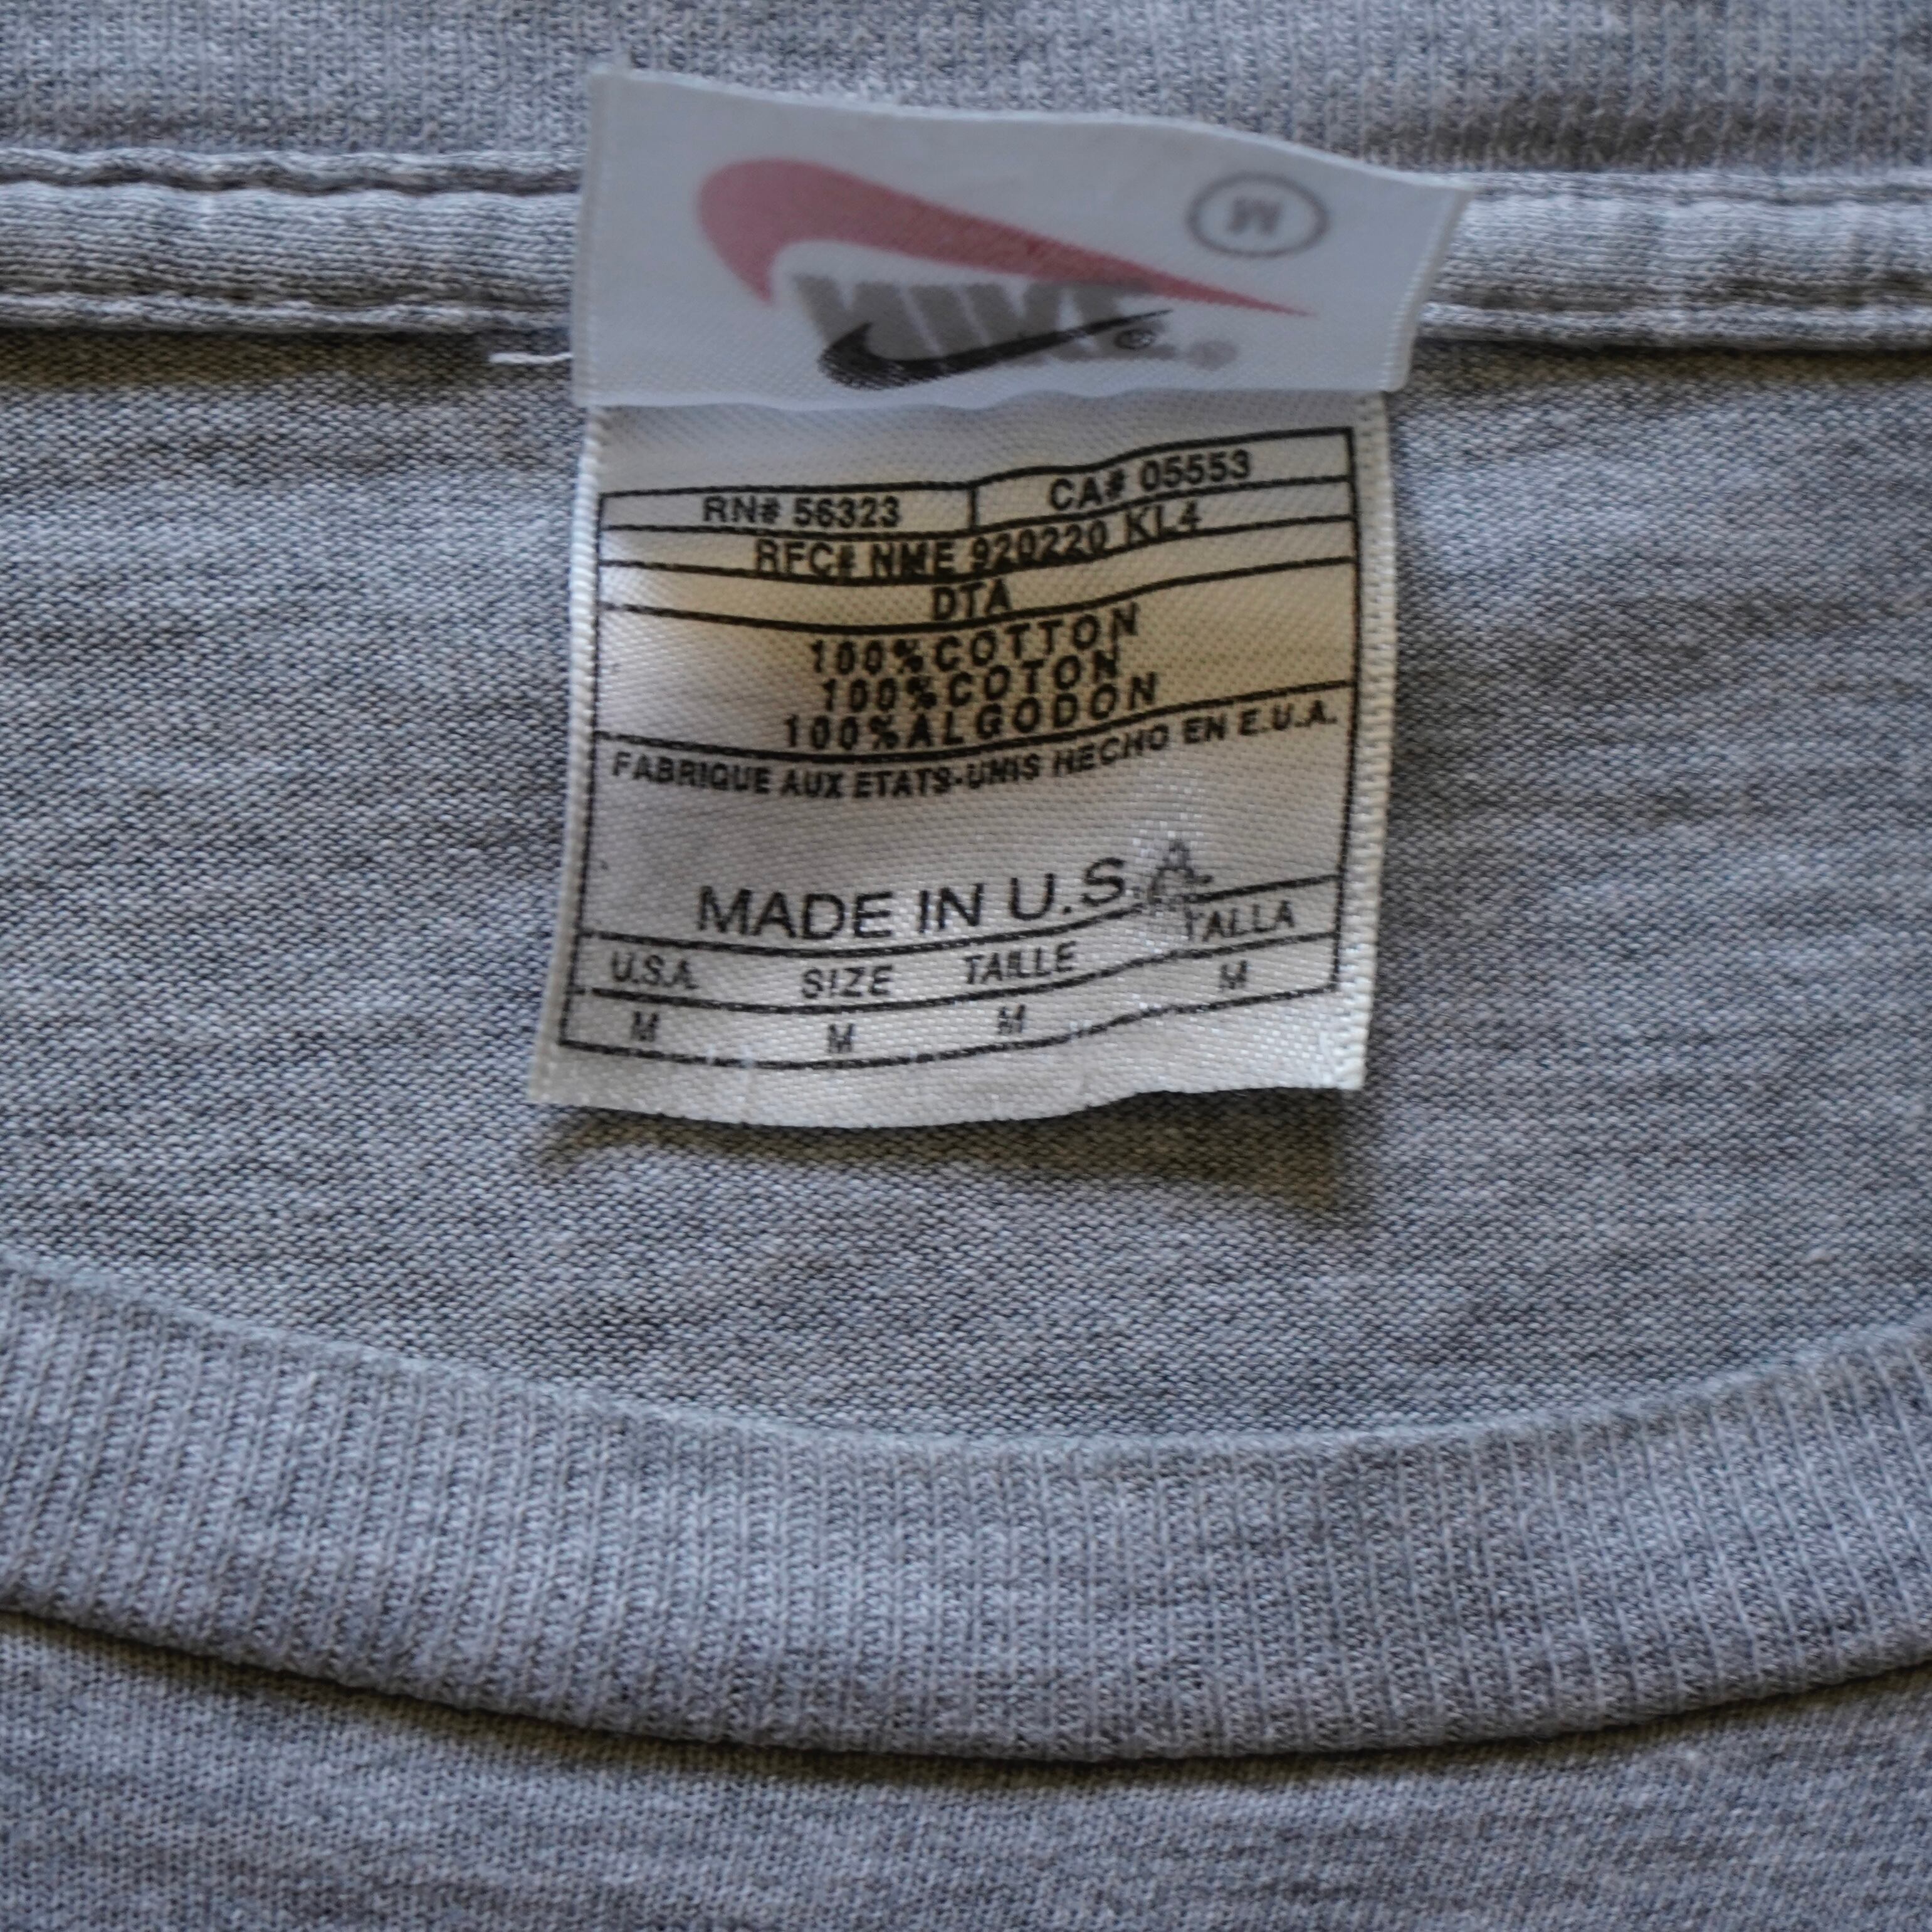 M
NIKE®
©
RN# 56323 CA# 05553
RFC# NME 920220 KL4
DTA
100%COTTON
100%COTON
100%ALGODON
FABRIQUE AUX ETATS-UNIS HECHO EN E.U.A.
MADE IN U.S.A.
U.S.A. SIZE TAILLE TALLA
M M M M